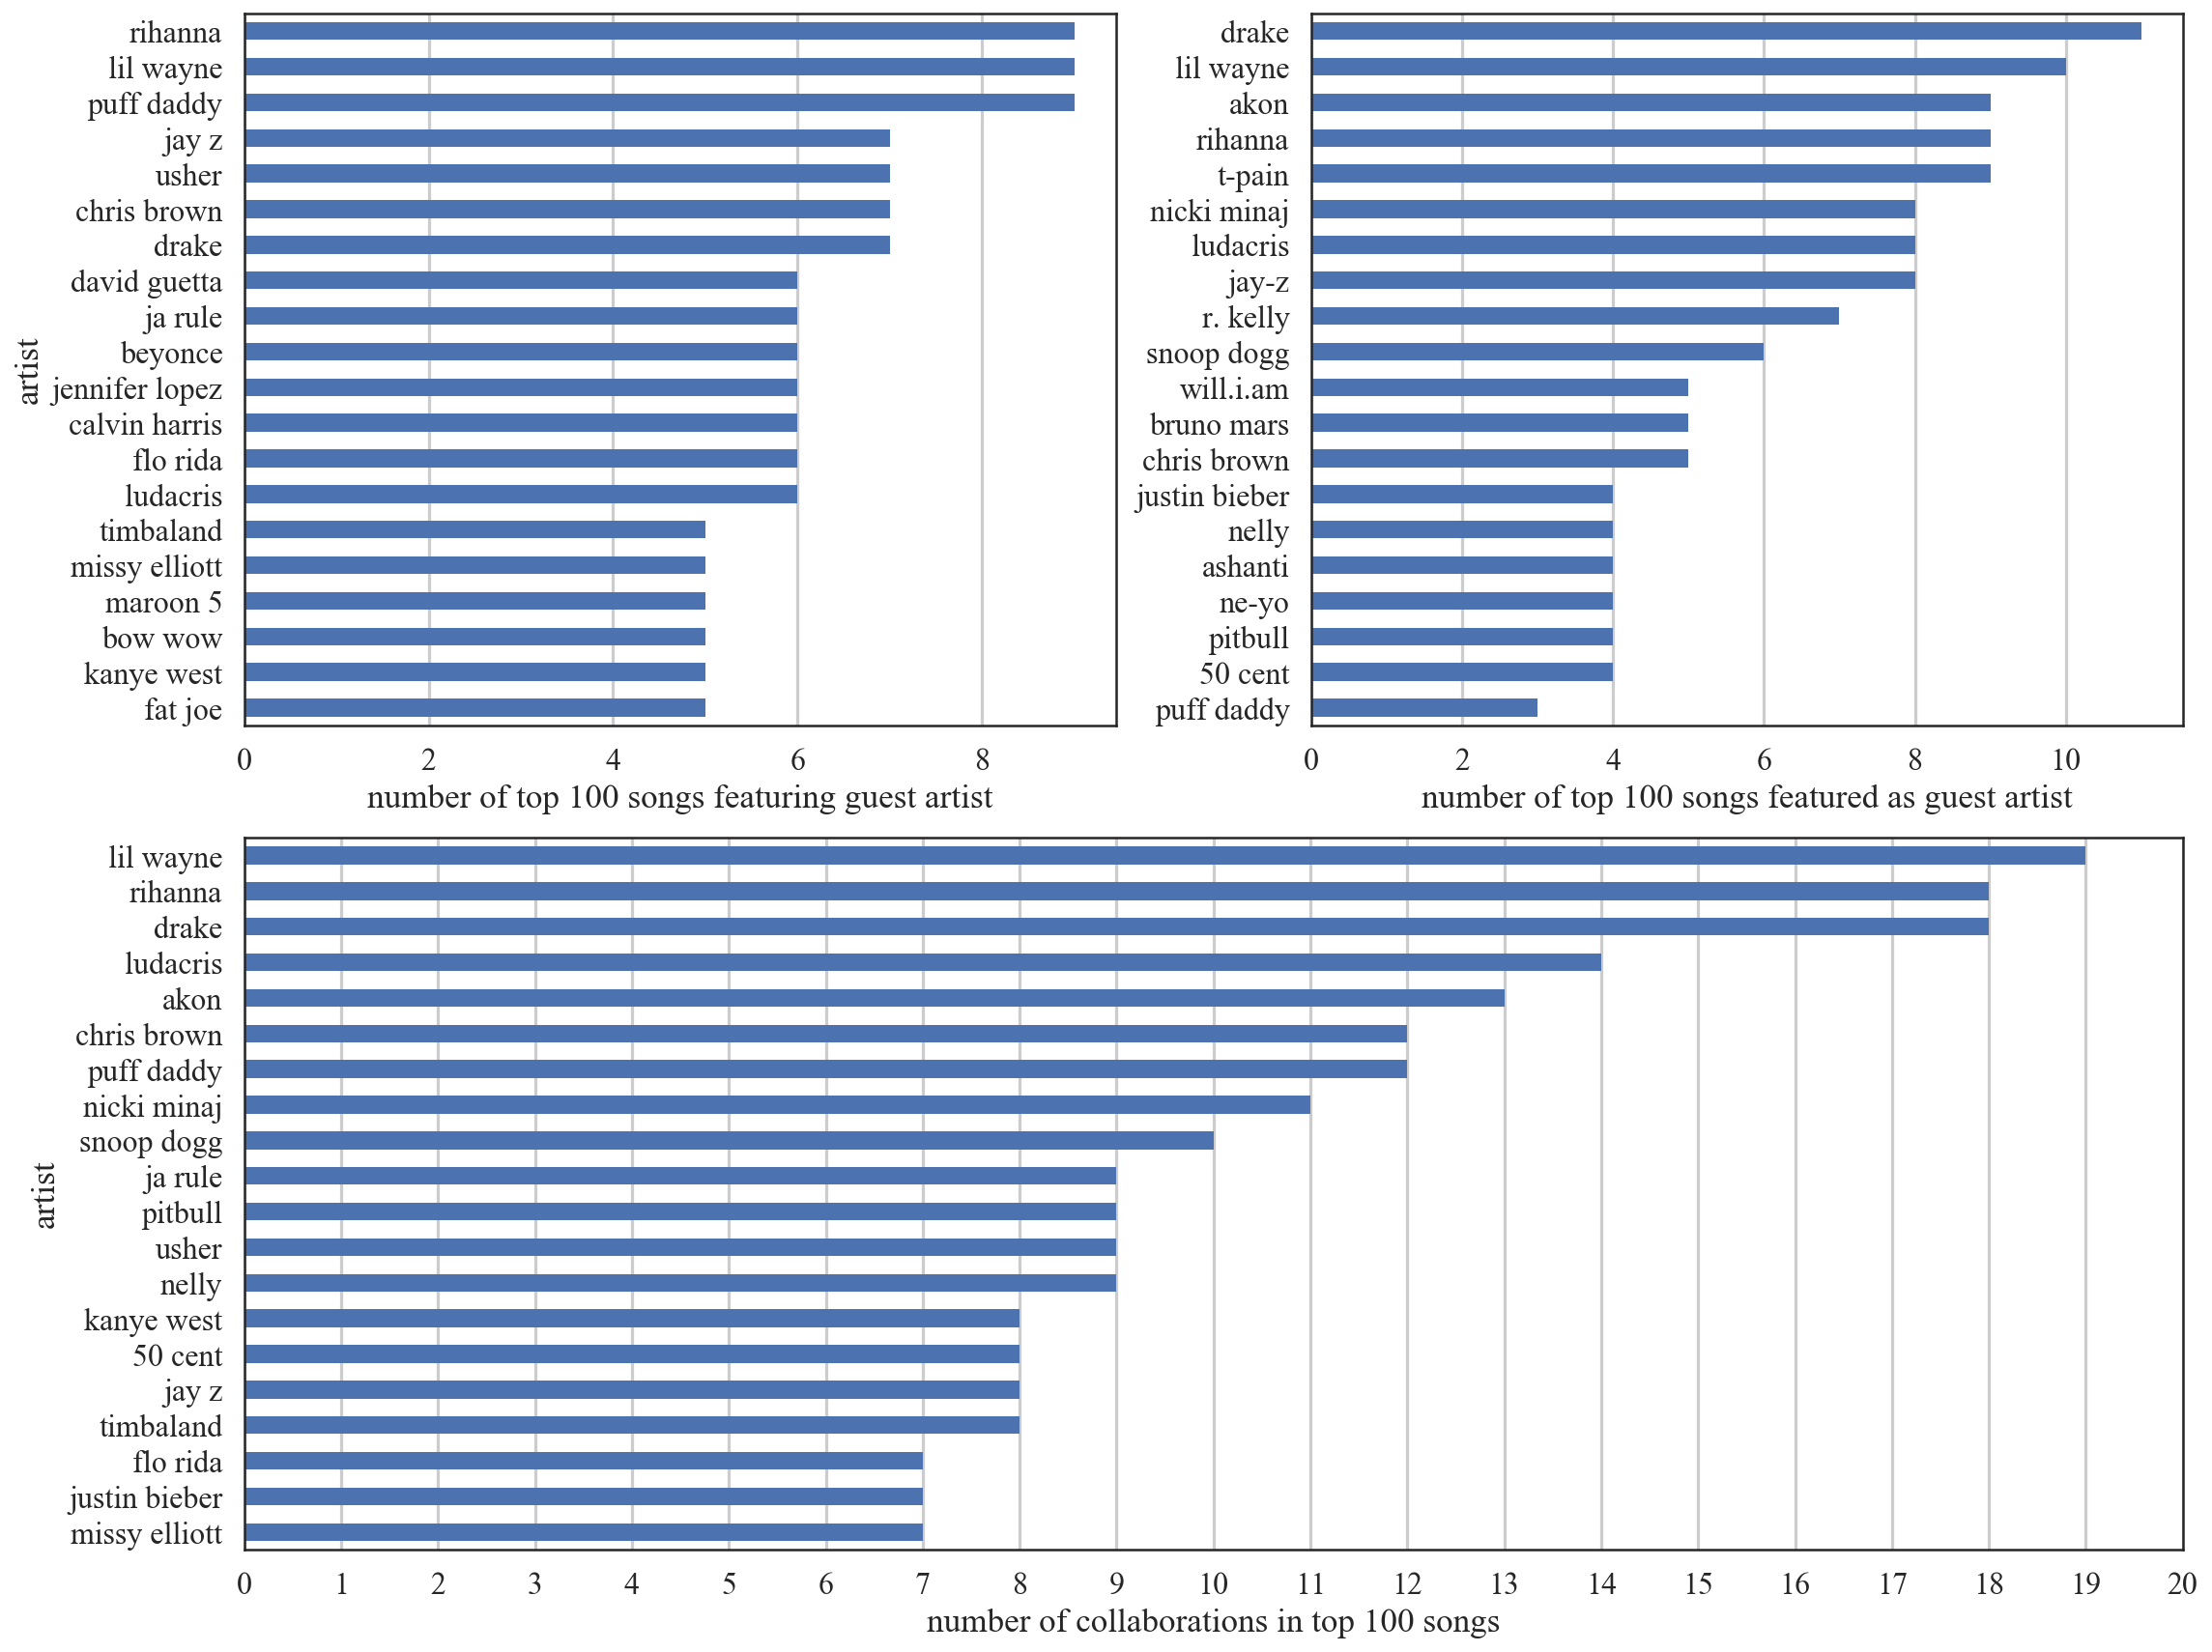 rihanna
lil wayne
puff daddy
jay z
usher
chris brown
drake
david guetta
ja rule
beyonce
jennifer lopez
calvin harris
flo rida
ludacris
timbaland
missy elliott
maroon 5
bow wow
kanye west
fat joe
artist
0 2 4 6 8
number of top 100 songs featuring guest artist
drake
lil wayne
akon
rihanna
t-pain
nicki minaj
ludacris
jay-z
r. kelly
snoop dogg
will.i.am
bruno mars
chris brown
justin bieber
nelly
ashanti
ne-yo
pitbull
50 cent
puff daddy
0 2 4 6 8 10
number of top 100 songs featured as guest artist
lil wayne
rihanna
drake
ludacris
akon
chris brown
puff daddy
nicki minaj
snoop dogg
ja rule
pitbull
usher
nelly
kanye west
50 cent
jay z
timbaland
flo rida
justin bieber
missy elliott
artist
0 1 2 3 4 5 6 7 8 9 10 11 12 13 14 15 16 17 18 19 20
number of collaborations in top 100 songs